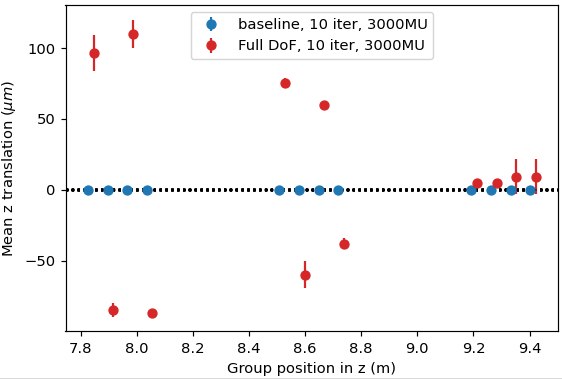 baseline, 10 iter, 3000MU
Full DoF, 10 iter, 3000MU
Mean z translation (μm)
100
50
0
−50
7.8 8.0 8.2 8.4 8.6 8.8 9.0 9.2 9.4
Group position in z (m)